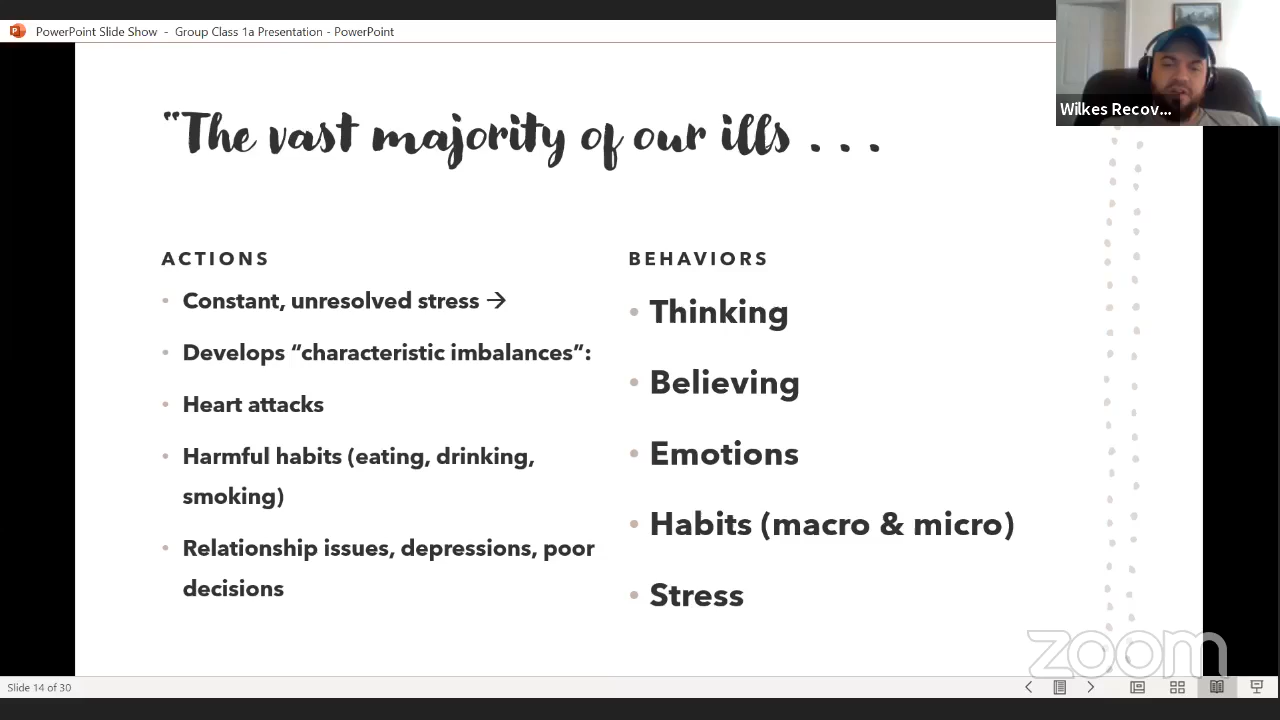 PowerPoint Slide Show - Group Class 1a Presentation - PowerPoint
Wilkes Recov...
“The vast majority of our ills . . .
ACTIONS
• Constant, unresolved stress →
• Develops “characteristic imbalances”:
• Heart attacks
• Harmful habits (eating, drinking,
smoking)
• Relationship issues, depressions, poor
decisions
BEHAVIORS
• Thinking
• Believing
• Emotions
• Habits (macro & micro)
• Stress
zoom
Slide 14 of 30